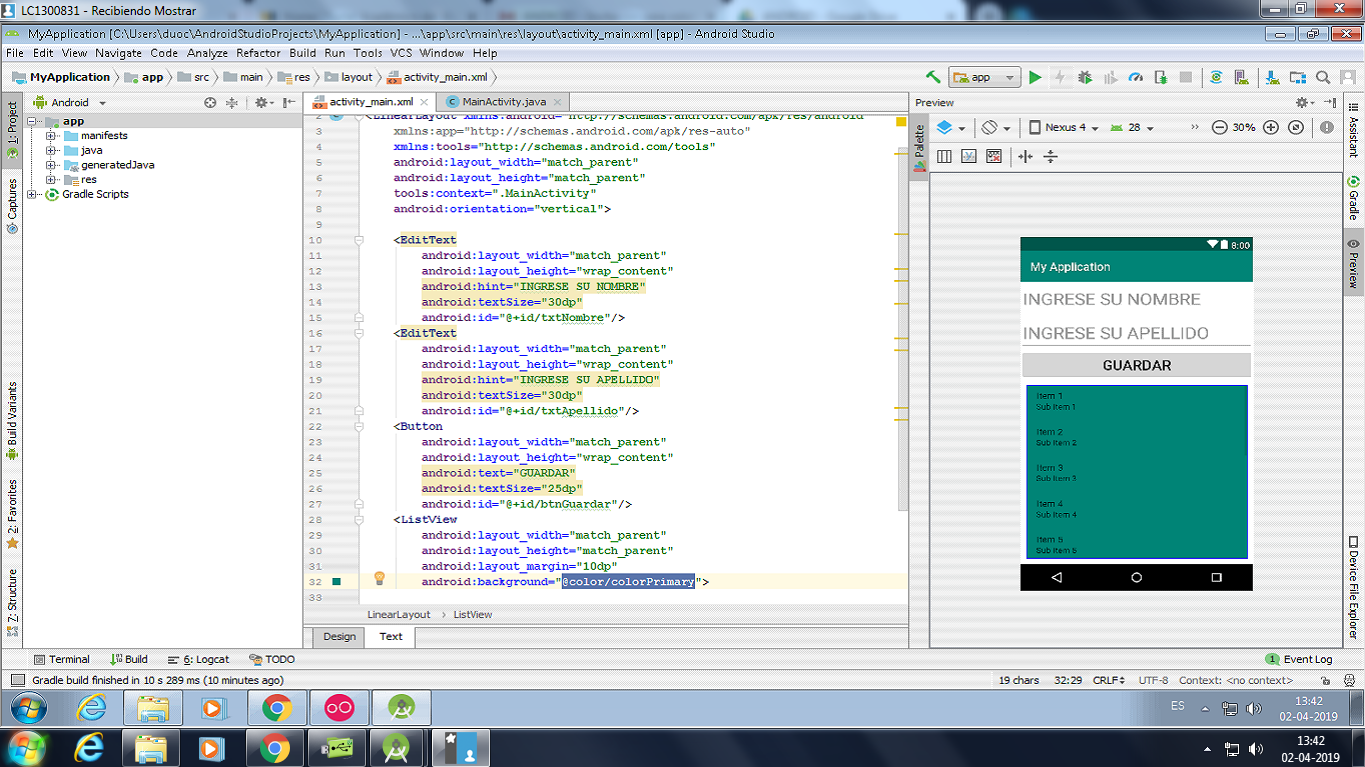 LC1300831 - Recibiendo Mostrar
MyApplication [C:\Users\duoc\AndroidStudioProjects\MyApplication] - ...\app\src\main\res\layout\activity_main.xml [app] - Android Studio
File Edit View Navigate Code Analyze Refactor Build Run Tools VCS Window Help
MyApplication app src main res layout activity_main.xml app
1: Project
Captures
Build Variants
2: Favorites
7: Structure
Android
app
manifests
java
generatedJava
res
Gradle Scripts
activity_main.xml MainActivity.java
2 <LinearLayout xmlns:android="http://schemas.android.com/apk/res/android"
3 xmlns:app="http://schemas.android.com/apk/res-auto"
4 xmlns:tools="http://schemas.android.com/tools"
5 android:layout_width="match_parent"
6 android:layout_height="match_parent"
7 tools:context=".MainActivity"
8 android:orientation="vertical">
9
10 <EditText
11 android:layout_width="match_parent"
12 android:layout_height="wrap_content"
13 android:hint="INGRESE SU NOMBRE"
14 android:textSize="30dp"
15 android:id="@+id/txtNombre"/>
16 <EditText
17 android:layout_width="match_parent"
18 android:layout_height="wrap_content"
19 android:hint="INGRESE SU APELLIDO"
20 android:textSize="30dp"
21 android:id="@+id/txtApellido"/>
22 <Button
23 android:layout_width="match_parent"
24 android:layout_height="wrap_content"
25 android:text="GUARDAR"
26 android:textSize="25dp"
27 android:id="@+id/btnGuardar"/>
28 <ListView
29 android:layout_width="match_parent"
30 android:layout_height="match_parent"
31 android:layout_margin="10dp"
32 android:background="@color/colorPrimary">
33
LinearLayout › ListView
Design Text
Preview
Palette
Nexus 4 28 » 30%
8:00
My Application
INGRESE SU NOMBRE
INGRESE SU APELLIDO
GUARDAR
Item 1
Sub Item 1
Item 2
Sub Item 2
Item 3
Sub Item 3
Item 4
Sub Item 4
Item 5
Sub Item 5
Assistant
Gradle
Preview
Device File Explorer
Terminal Build 6: Logcat TODO 1 Event Log
Gradle build finished in 10 s 289 ms (10 minutes ago) 19 chars 32:29 CRLF UTF-8 Context: <no context>
ES 13:42
02-04-2019
13:42
02-04-2019